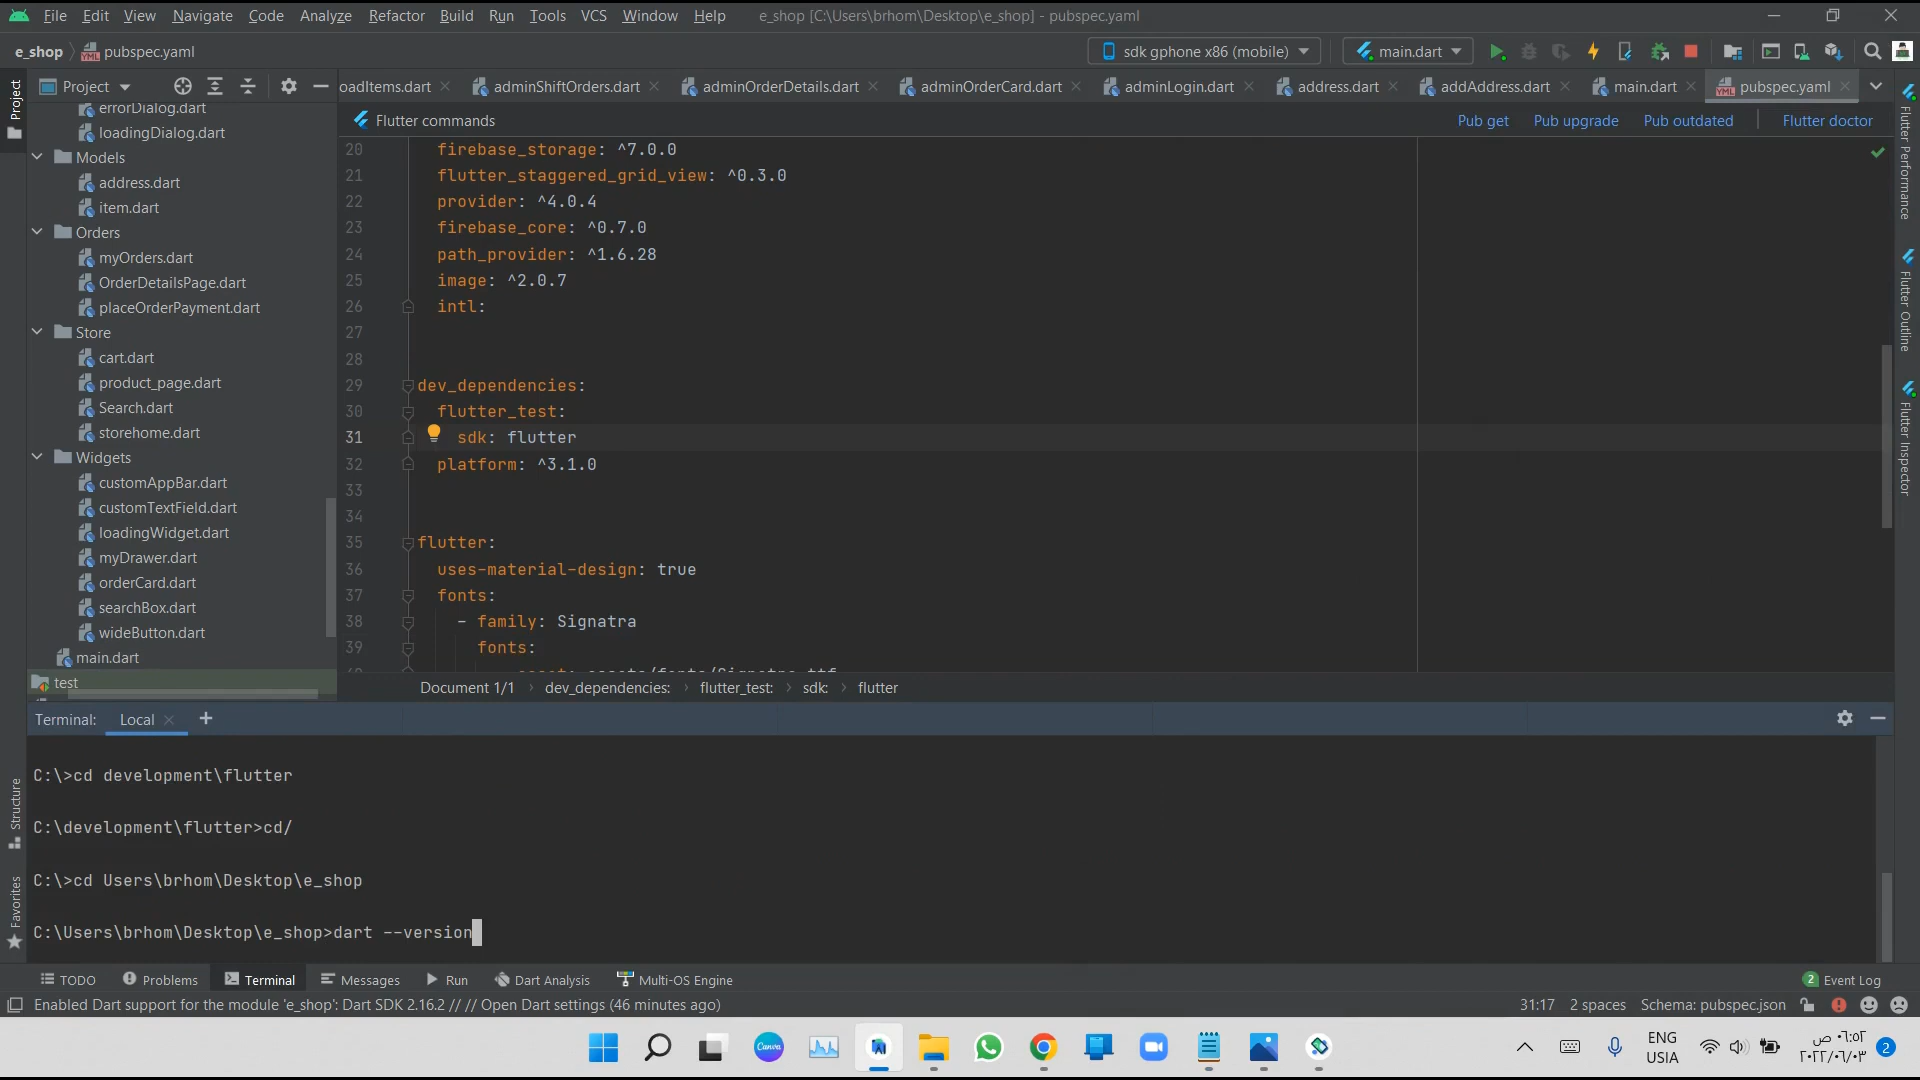 File Edit View Navigate Code Analyze Refactor Build Run Tools VCS Window Help e_shop [C:\Users\brhom\Desktop\e_shop] - pubspec.yaml
e_shop pubspec.yaml sdk gphone x86 (mobile) main.dart
Project
oadItems.dart adminShiftOrders.dart adminOrderDetails.dart adminOrderCard.dart adminLogin.dart address.dart addAddress.dart main.dart pubspec.yaml
Flutter commands Pub get Pub upgrade Pub outdated Flutter doctor
errorDialog.dart
loadingDialog.dart
Models
address.dart
item.dart
Orders
myOrders.dart
OrderDetailsPage.dart
placeOrderPayment.dart
Store
cart.dart
product_page.dart
Search.dart
storehome.dart
Widgets
customAppBar.dart
customTextField.dart
loadingWidget.dart
myDrawer.dart
orderCard.dart
searchBox.dart
wideButton.dart
main.dart
test
20 firebase_storage: ^7.0.0
21 flutter_staggered_grid_view: ^0.3.0
22 provider: ^4.0.4
23 firebase_core: ^0.7.0
24 path_provider: ^1.6.28
25 image: ^2.0.7
26 intl:
27
28
29 dev_dependencies:
30 flutter_test:
31 sdk: flutter
32 platform: ^3.1.0
33
34
35 flutter:
36 uses-material-design: true
37 fonts:
38 - family: Signatra
39 fonts:
Document 1/1 dev_dependencies: flutter_test: sdk: flutter
Project
Structure
Favorites
Flutter Performance
Flutter Outline
Flutter Inspector
Terminal: Local
C:\>cd development\flutter
C:\development\flutter>cd/
C:\>cd Users\brhom\Desktop\e_shop
C:\Users\brhom\Desktop\e_shop>dart --version
TODO Problems Terminal Messages Run Dart Analysis Multi-OS Engine 2 Event Log
Enabled Dart support for the module 'e_shop': Dart SDK 2.16.2 // // Open Dart settings (46 minutes ago) 31:17 2 spaces Schema: pubspec.json
Canva
ENG
USIA
٠٦:٥٢ ص
٢٠٢٢/٠٦/٠٣
2